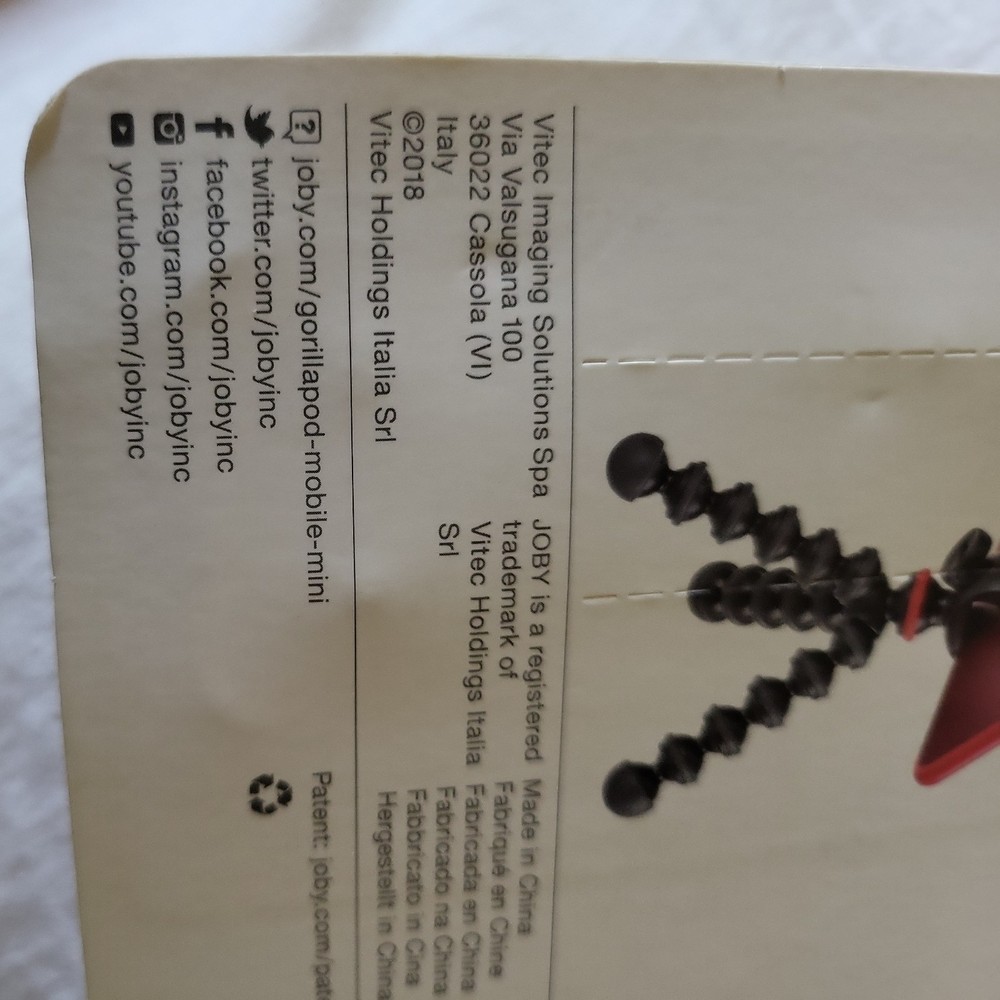 Vitec Imaging Solutions Spa
Via Valsugana 100
36022 Cassola (VI)
Italy
©2018
Vitec Holdings Italia Srl
JOBY is a registered
trademark of
Vitec Holdings Italia
Srl
Made in China
Fabriqué en Chine
Fabricada en China
Fabricado na China
Fabbricato in Cina
Hergestellt in China
joby.com/gorillapod-mobile-mini
twitter.com/jobyinc
facebook.com/jobyinc
instagram.com/jobyinc
youtube.com/jobyinc
Patent: